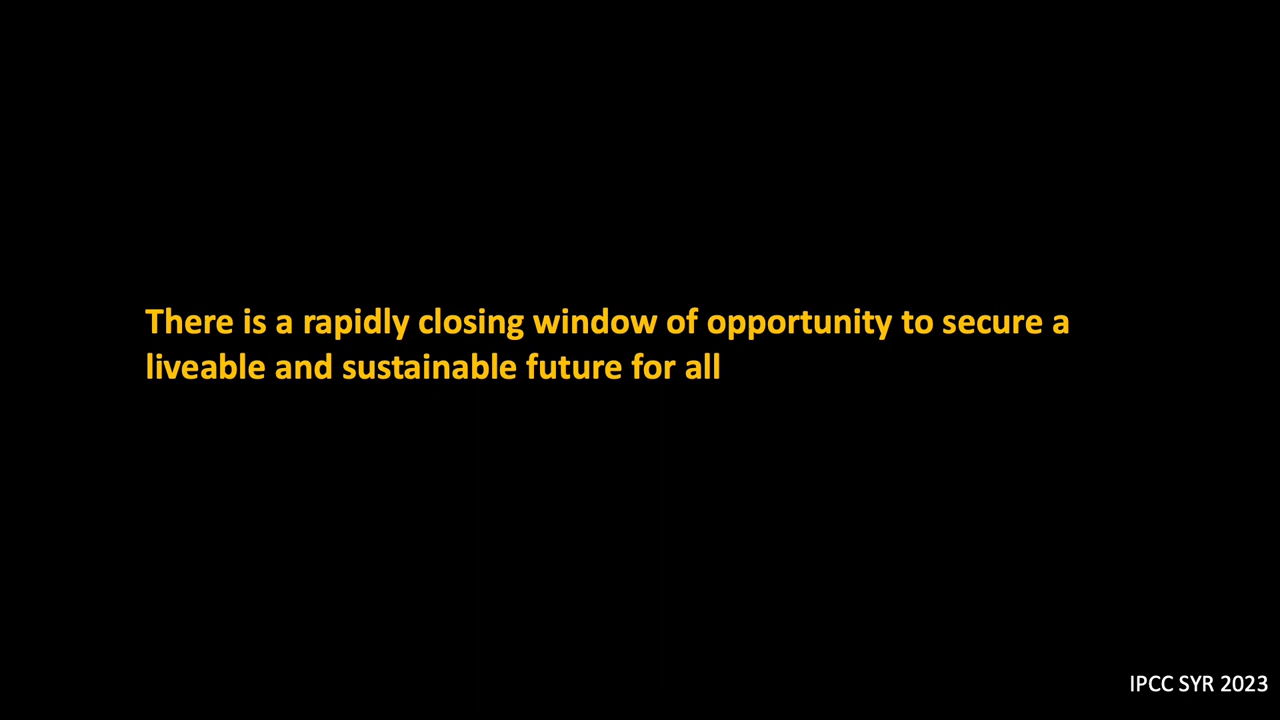 There is a rapidly closing window of opportunity to secure a
liveable and sustainable future for all
IPCC SYR 2023